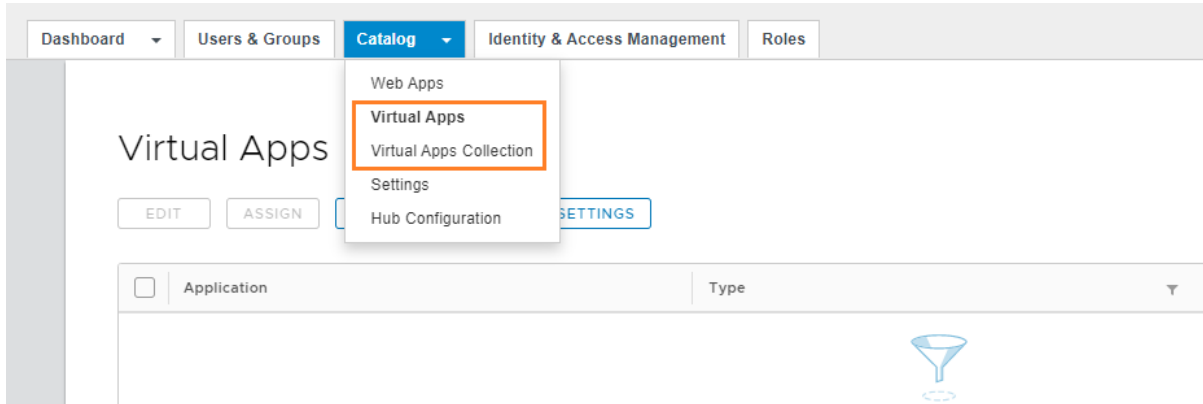 Dashboard Users & Groups Catalog Identity & Access Management Roles
Web Apps
Virtual Apps
Virtual Apps Collection
Settings
Hub Configuration
Virtual Apps
EDIT ASSIGN SETTINGS
Application Type